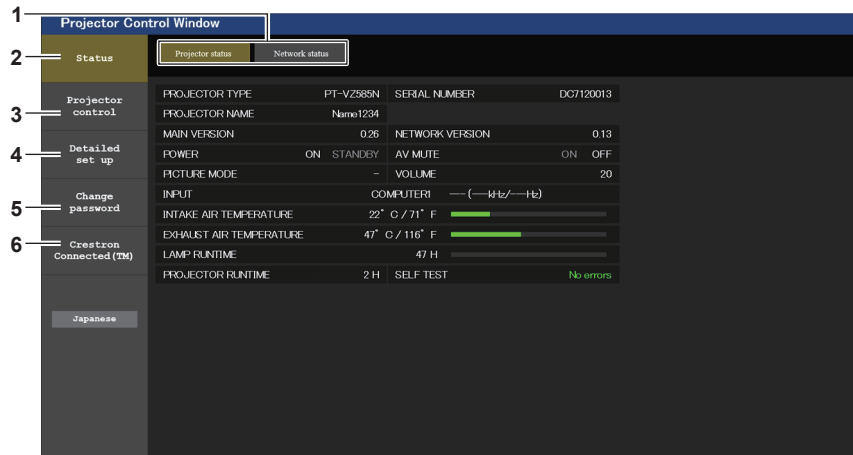 1
Projector Control Window
2
Status
Projector status Network status
PROJECTOR TYPE PT-VZ585N SERIAL NUMBER DC7120013
3
Projector
control
PROJECTOR NAME Name1234
MAIN VERSION 0.26 NETWORK VERSION 0.13
4
Detailed
set up
POWER ON STANDBY AV MUTE ON OFF
PICTURE MODE – VOLUME 20
5
Change
password
INPUT COMPUTER1 ---(---kHz/---Hz)
INTAKE AIR TEMPERATURE 22° C / 71° F
EXHAUST AIR TEMPERATURE 47° C / 116° F
6
Crestron
Connected(TM)
LAMP RUNTIME 47 H
PROJECTOR RUNTIME 2 H SELF TEST No errors
Japanese